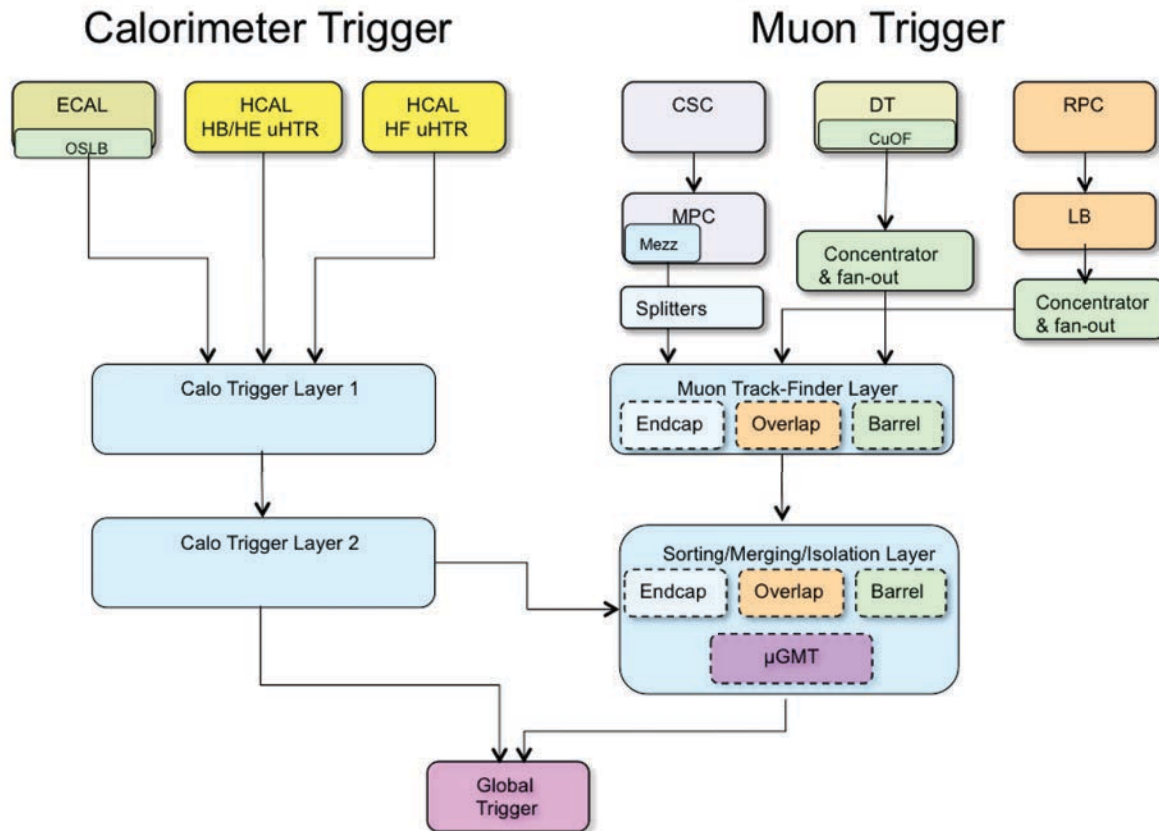 Calorimeter Trigger
Muon Trigger
ECAL
OSLB
HCAL
HB/HE uHTR
HCAL
HF uHTR
CSC
DT
CuOF
RPC
MPC
Mezz
LB
Concentrator
& fan-out
Splitters
Concentrator
& fan-out
Calo Trigger Layer 1
Muon Track-Finder Layer
Endcap
Overlap
Barrel
Calo Trigger Layer 2
Sorting/Merging/Isolation Layer
Endcap
Overlap
Barrel
µGMT
Global
Trigger